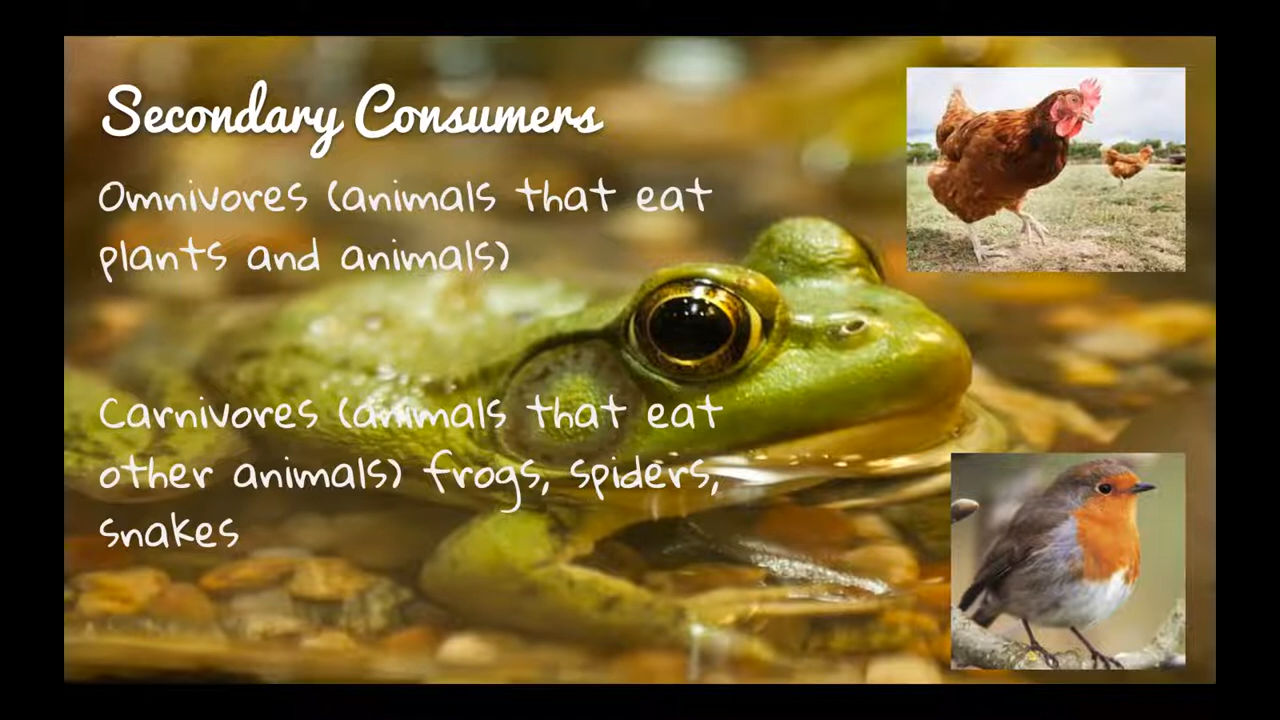 Secondary Consumers
Omnivores (animals that eat
plants and animals)
Carnivores (animals that eat
other animals) frogs, spiders,
snakes